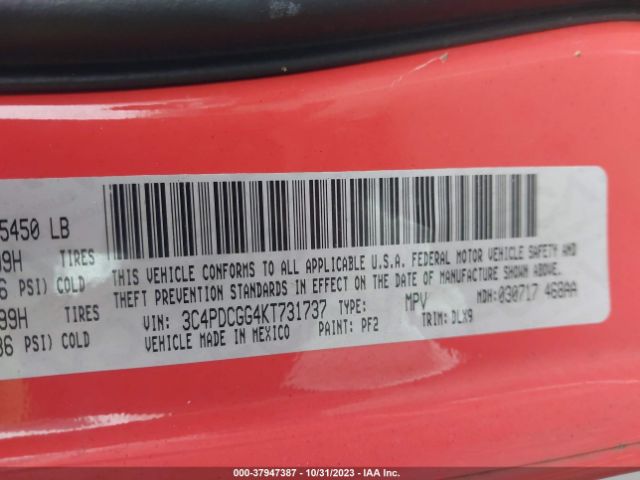 5450 LB
99H TIRES
6 PSI) COLD
99H TIRES
36 PSI) COLD
THIS VEHICLE CONFORMS TO ALL APPLICABLE U.S.A. FEDERAL MOTOR VEHICLE SAFETY AND
THEFT PREVENTION STANDARDS IN EFFECT ON THE DATE OF MANUFACTURE SHOWN ABOVE.
VIN: 3C4PDCGG4KT731737 TYPE: MPV MDH: 030717 468AA
VEHICLE MADE IN MEXICO PAINT: PF2 TRIM: DLX9
000-37947387 - 10/31/2023 - IAA Inc.